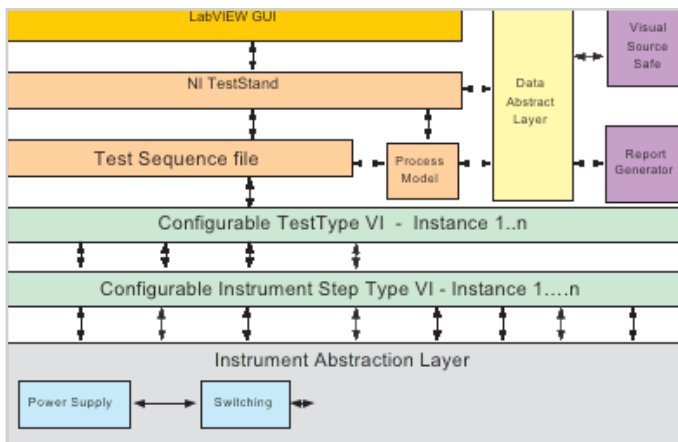 LabVIEW GUI
Visual
Source
Safe
NI TestStand
Data
Abstract
Layer
Test Sequence file
Process
Model
Report
Generator
Configurable TestType VI - Instance 1..n
Configurable Instrument Step Type VI - Instance 1....n
Instrument Abstraction Layer
Power Supply
Switching